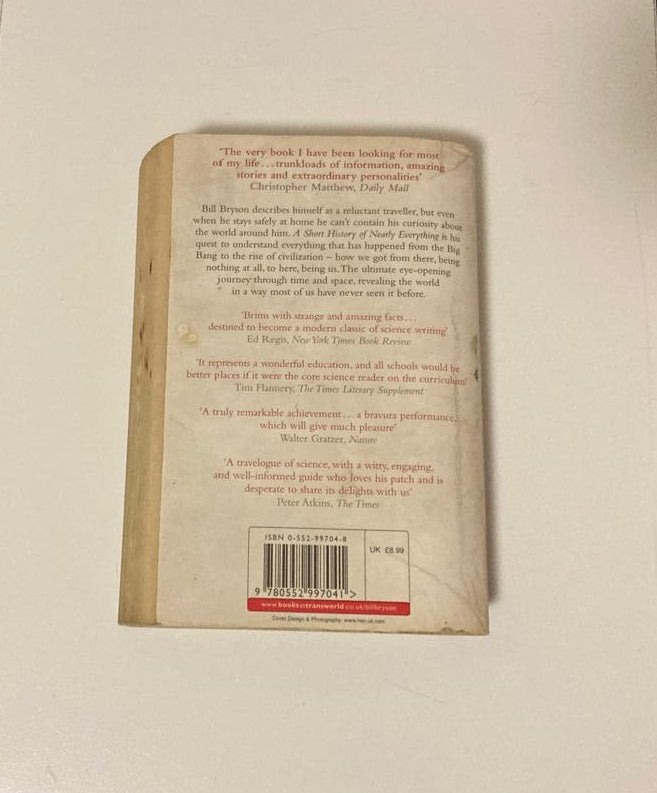 'The very book I have been looking for most
of my life...trunkloads of information, amazing
stories and extraordinary personalities'
Christopher Matthew, Daily Mail
Bill Bryson describes himself as a reluctant traveller, but even
when he stays safely at home he can't contain his curiosity about
the world around him. A Short History of Nearly Everything is his
quest to understand everything that has happened from the Big
Bang to the rise of civilization – how we got from there, being
nothing at all, to here, being us. The ultimate eye-opening
journey through time and space, revealing the world
in a way most of us have never seen it before.
'Brims with strange and amazing facts...
destined to become a modern classic of science writing'
Ed Regis, New York Times Book Review
'It represents a wonderful education, and all schools would be
better places if it were the core science reader on the curriculum'
Tim Flannery, The Times Literary Supplement
'A truly remarkable achievement...a bravura performance,
which will give much pleasure'
Walter Gratzer, Nature
'A travelogue of science, with a witty, engaging,
and well-informed guide who loves his patch and is
desperate to share its delights with us'
Peter Atkins, The Times
ISBN 0-552-99704-8
UK £8.99
9 780552 997041 >
www.booksattransworld.co.uk/billbryson
Cover Design & Photography: